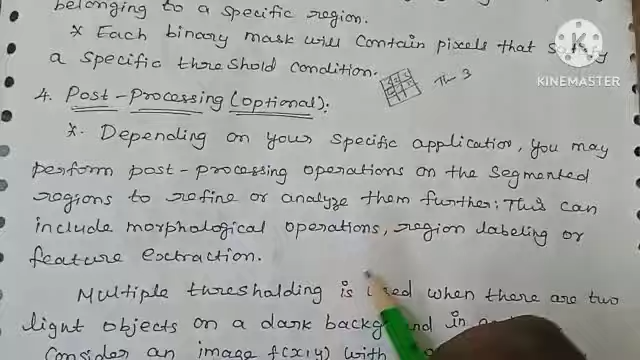 belonging to a specific region.
* Each binary mask will contain pixels that
a specific threshold condition.
4. Post-Processing (optional):
*. Depending on your specific application, you may
perform post-processing operations on the segmented
regions to refine or analyze them further: This can
include morphological operations, region labeling or
feature extraction.
Multiple thresholding is used when there are two
light objects on a dark background in
Consider an image f(x,y) with
KINEMASTER